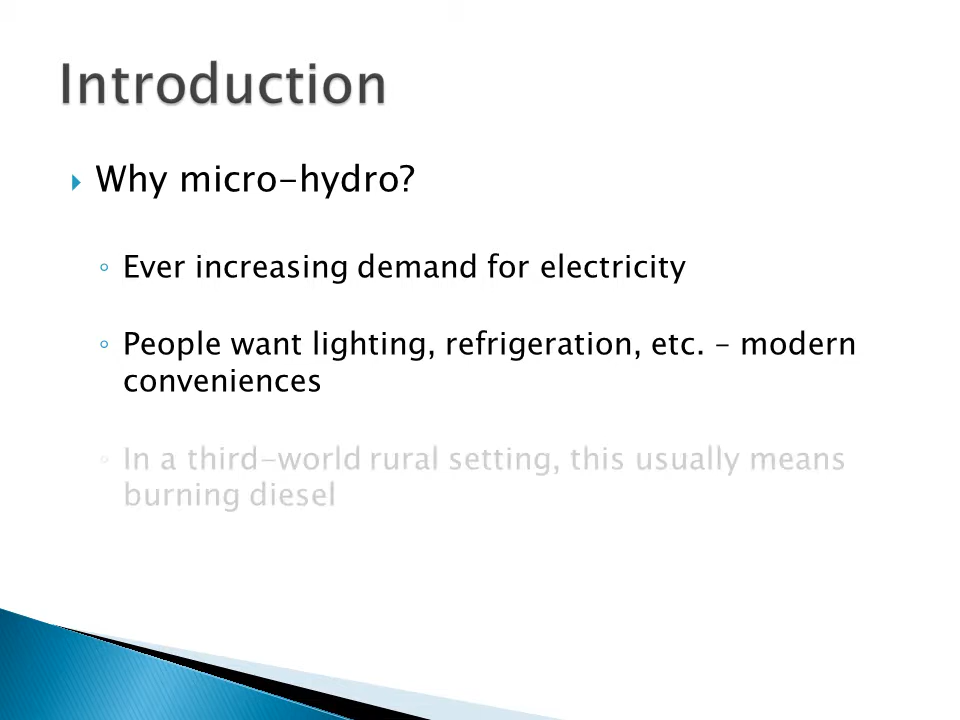 Introduction
Why micro-hydro?
Ever increasing demand for electricity
People want lighting, refrigeration, etc. – modern
conveniences
In a third-world rural setting, this usually means
burning diesel